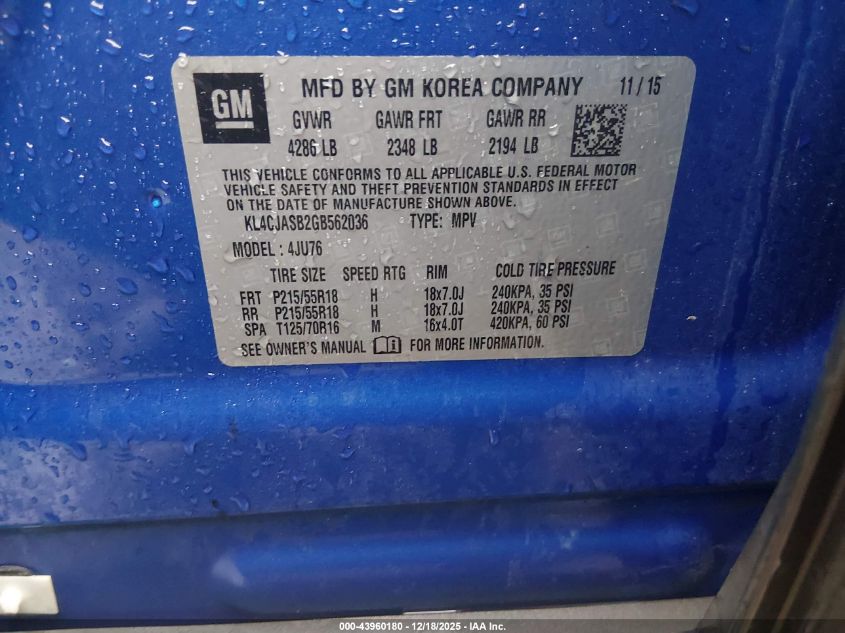 GM
MFD BY GM KOREA COMPANY 11 / 15
GVWR GAWR FRT GAWR RR
4286 LB 2348 LB 2194 LB
THIS VEHICLE CONFORMS TO ALL APPLICABLE U.S. FEDERAL MOTOR
VEHICLE SAFETY AND THEFT PREVENTION STANDARDS IN EFFECT
ON THE DATE OF MANUFACTURE SHOWN ABOVE.
KL4CJASB2GB562036 TYPE: MPV
MODEL : 4JU76
TIRE SIZE SPEED RTG RIM COLD TIRE PRESSURE
FRT P215/55R18 H 18x7.0J 240KPA, 35 PSI
RR P215/55R18 H 18x7.0J 240KPA, 35 PSI
SPA T125/70R16 M 16x4.0T 420KPA, 60 PSI
SEE OWNER'S MANUAL FOR MORE INFORMATION.
000-43960180 - 12/18/2025 - IAA Inc.